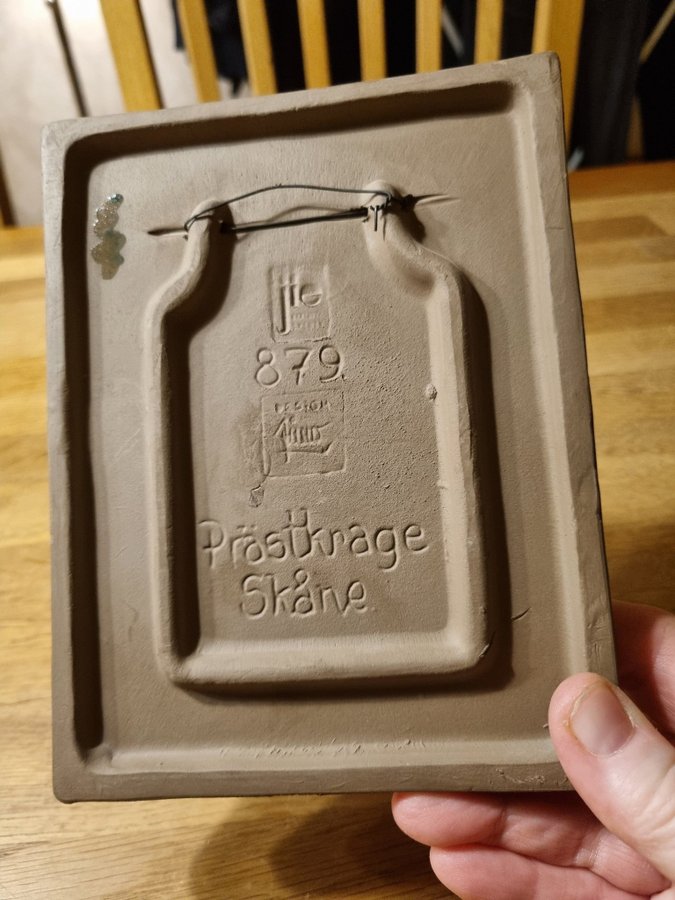 jie
879
DESIGN
Prästkrage
Skåne